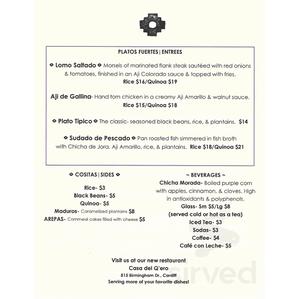 PLATOS FUERTES| ENTREES
Lomo Saltado Morsels of marinated flank steak sautéed with red onions
& tomatoes, finished in an Aji Colorado sauce & topped with fries.
Rice $16/Quinoa $19
Aji de Gallina- Hand torn chicken in a creamy Aji Amarillo & walnut sauce.
Rice $15/Quinoa $18
Plato Tipico The classic- seasoned black beans, rice, & plantains. $14
Sudado de Pescado Pan roasted fish simmered in fish broth
with Chicha de Jora, Aji Amarillo, rice, & plantains. Rice $18/Quinoa $21
COSITAS| SIDES
Rice- $3
Black Beans- $5
Quinoa- $5
Maduros- Caramelized plantains $8
AREPAS- Cornmeal cakes filled with cheese $5
~ BEVERAGES ~
Chicha Morada- Boiled purple corn
with apples, cinnamon, & cloves. High
in antioxidants & polyphenols.
Glass- Sm $5/Lg $8
(served cold or hot as a tea)
Iced Tea- $3
Sodas- $3
Coffee- $4
Café con Leche- $5
Visit us at our new restaurant
Casa del Q'ero
815 Birmingham Dr., Cardiff
Serving more of your favorite dishes!
sirved